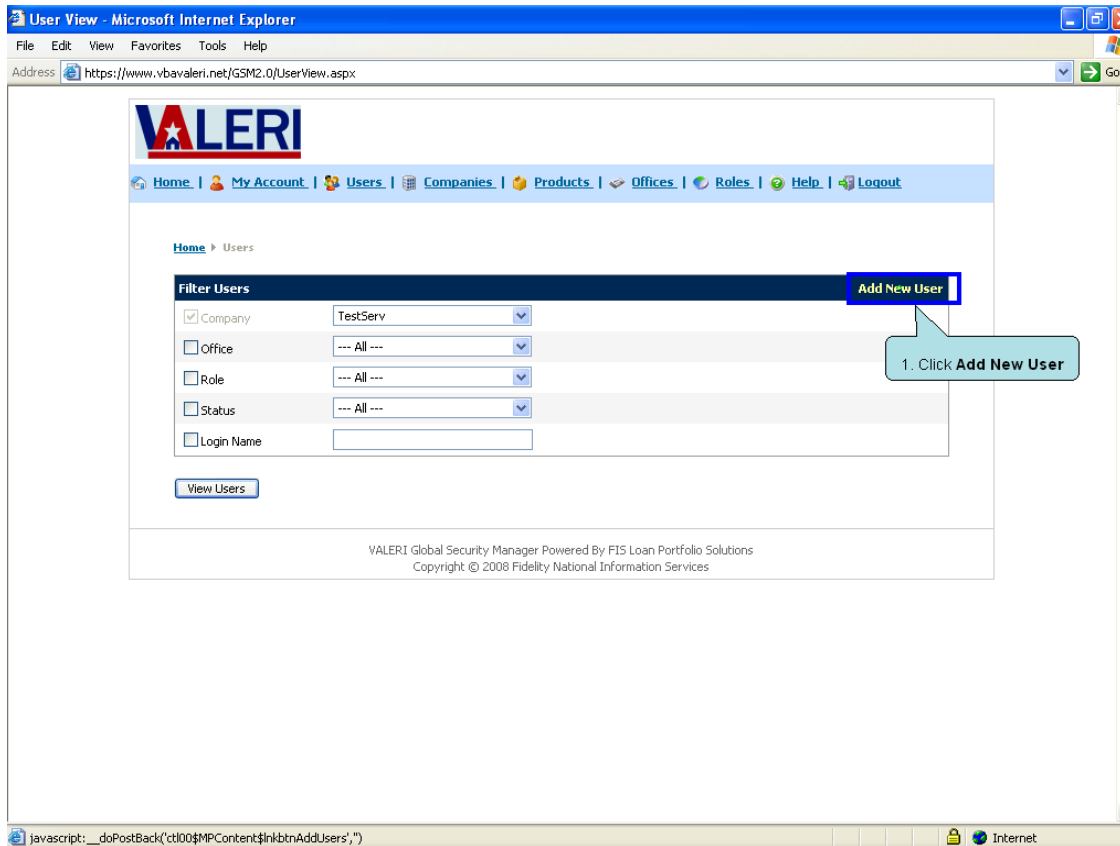 User View - Microsoft Internet Explorer
File Edit View Favorites Tools Help
Address https://www.vbavaleri.net/GSM2.0/UserView.aspx Go
VALERI
Home | My Account | Users | Companies | Products | Offices | Roles | Help | Logout
Home Users
Filter Users Add New User
Company TestServ
Office --- All ---
1. Click Add New User
Role --- All ---
Status --- All ---
Login Name
View Users
VALERI Global Security Manager Powered By FIS Loan Portfolio Solutions
Copyright © 2008 Fidelity National Information Services
javascript:__doPostBack('ctl00$MPContent$lnkbtnAddUsers','') Internet